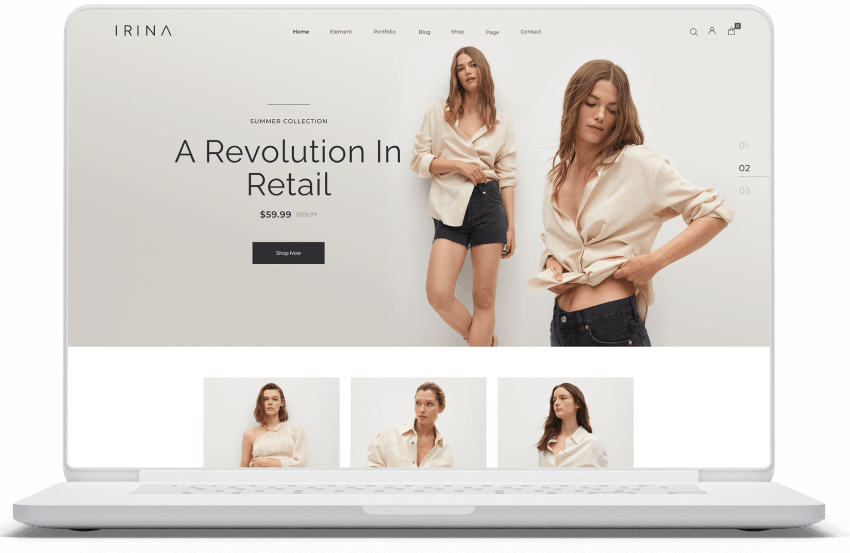 IRINA
Home Element Portfolio Blog Shop Page Contact
0
SUMMER COLLECTION
A Revolution In
Retail
$59.99 $99.99
Shop Now
01
02
03